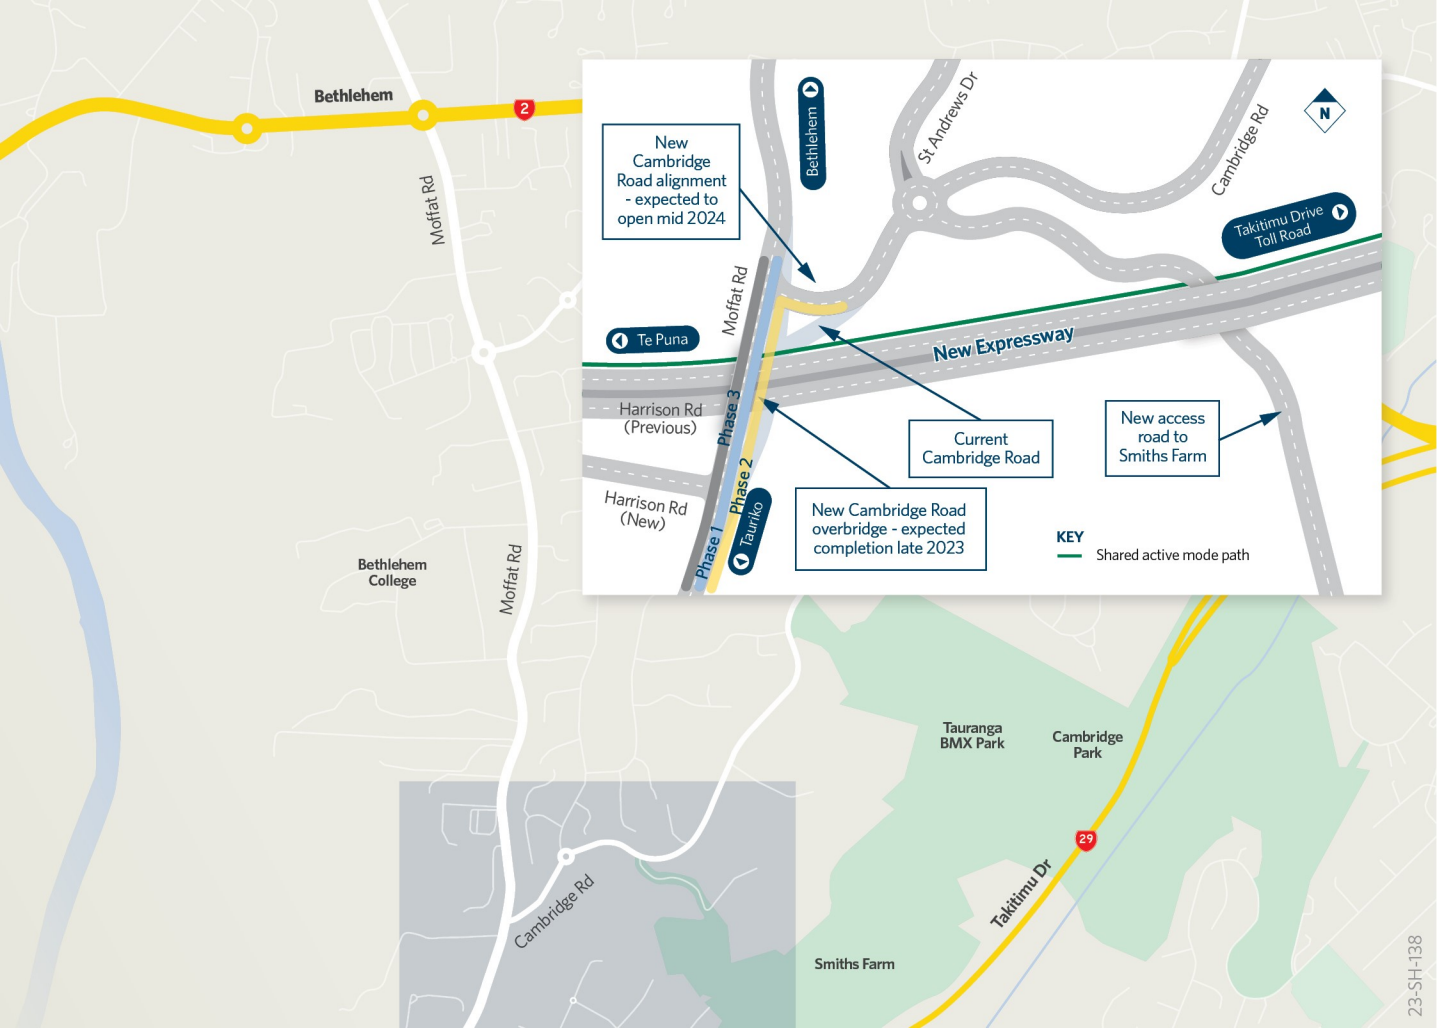 Bethlehem
2
Moffat Rd
New
Cambridge
Road alignment
- expected to
open mid 2024
Bethlehem
St Andrews Dr
Cambridge Rd
N
Takitimu Drive
Toll Road
Moffat Rd
Te Puna
New Expressway
Harrison Rd
(Previous)
Phase 3
Current
Cambridge Road
New access
road to
Smiths Farm
Harrison Rd
(New)
Phase 2
Phase 1
Tauriko
New Cambridge Road
overbridge - expected
completion late 2023
KEY
Shared active mode path
Bethlehem
College
Moffat Rd
Tauranga
BMX Park
Cambridge
Park
29
Takitimu Dr
Cambridge Rd
Smiths Farm
23-SH-138